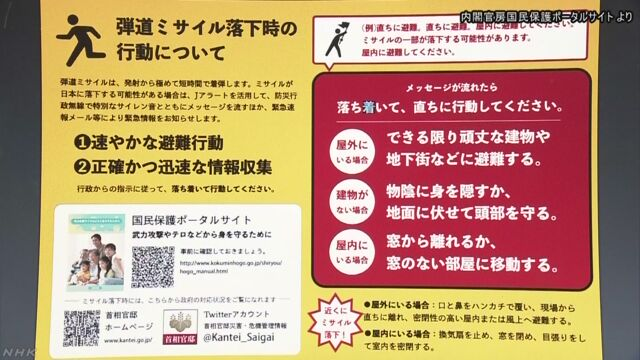 内閣官房国民保護ポータルサイト より
弾道ミサイル落下時の
行動について
弾道ミサイルは、発射から極めて短時間で着弾します。ミサイルが
日本に落下する可能性がある場合は、Jアラートを活用して、防災行
政無線で特別なサイレン音とともにメッセージを流すほか、緊急速
報メール等により緊急情報をお知らせします。
❶速やかな避難行動
❷正確かつ迅速な情報収集
行政からの指示に従って、落ち着いて行動してください。
国民保護ポータルサイト
武力攻撃やテロなどから身を守るために
事前に確認しておきましょう。
http://www.kokuminhogo.go.jp/shiryou/
hogo_manual.html
ミサイル落下時には、こちらから政府の対応状況をご覧になれます
首相官邸
ホームページ
www.kantei.go.jp/
首相官邸
Twitterアカウント
首相官邸災害・危機管理情報
@Kantei_Saigai
(例)直ちに避難。直ちに避難。直ちに
ミサイルの一部が落下する可能性があります。
屋内に避難してください。
メッセージが流れたら
落ち着いて、直ちに行動してください。
屋外に
いる場合
できる限り頑丈な建物や
地下街などに避難する。
建物が
ない場合
物陰に身を隠すか、
地面に伏せて頭部を守る。
屋内に
いる場合
窓から離れるか、
窓のない部屋に移動する。
近くに
ミサイル
落下!
●屋外にいる場合:口と鼻をハンカチで覆い、現場から
直ちに離れ、密閉性の高い屋内または風上へ避難する。
●屋内にいる場合:換気扇を止め、窓を閉め、目張りをして
室内を密閉する。
NHK